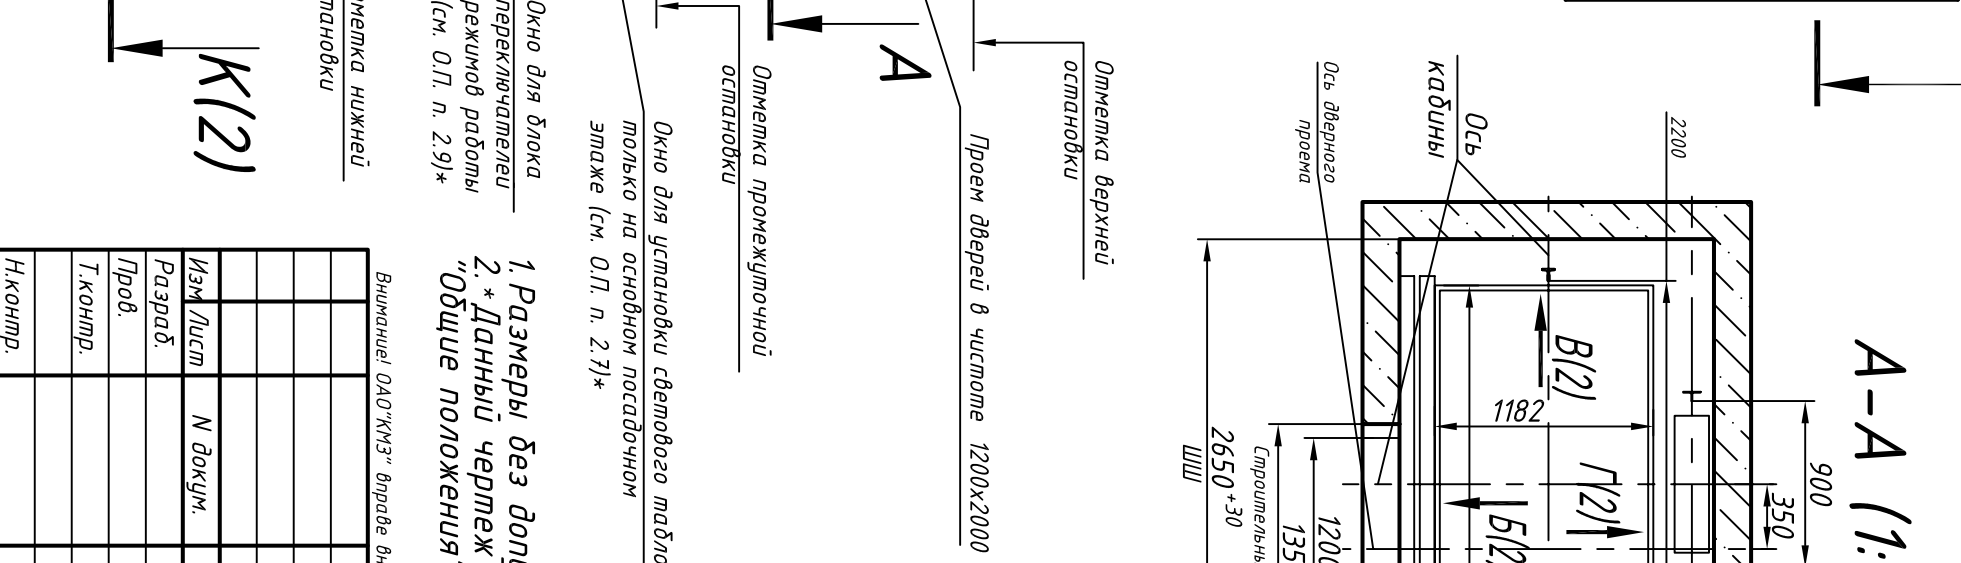 А-А (1:
900
350
2200
Ось
кабины
Ось дверного
проема
В(2)
1182
Г(2)
Б(2
2650⁺³⁰
ШШ
Строительнь
1200
135
Отметка верхней
остановки
Проем дверей в чистоте 1200х2000
А
Отметка промежуточной
остановки
Окно для установки светового табло
только на основном посадочном
этаже (см. О.П. п. 2.7)*
Окно для блока
переключателей
режимов работы
(см. О.П. п. 2.9)*
метка нижней
тановки
К(2)
1. Размеры без доп
2.* Данный чертеж
"Общие положения
Внимание! ОАО"КМЗ" вправе вн
Изм Лист N докум.
Разраб.
Пров.
Т.контр.
Н.контр.